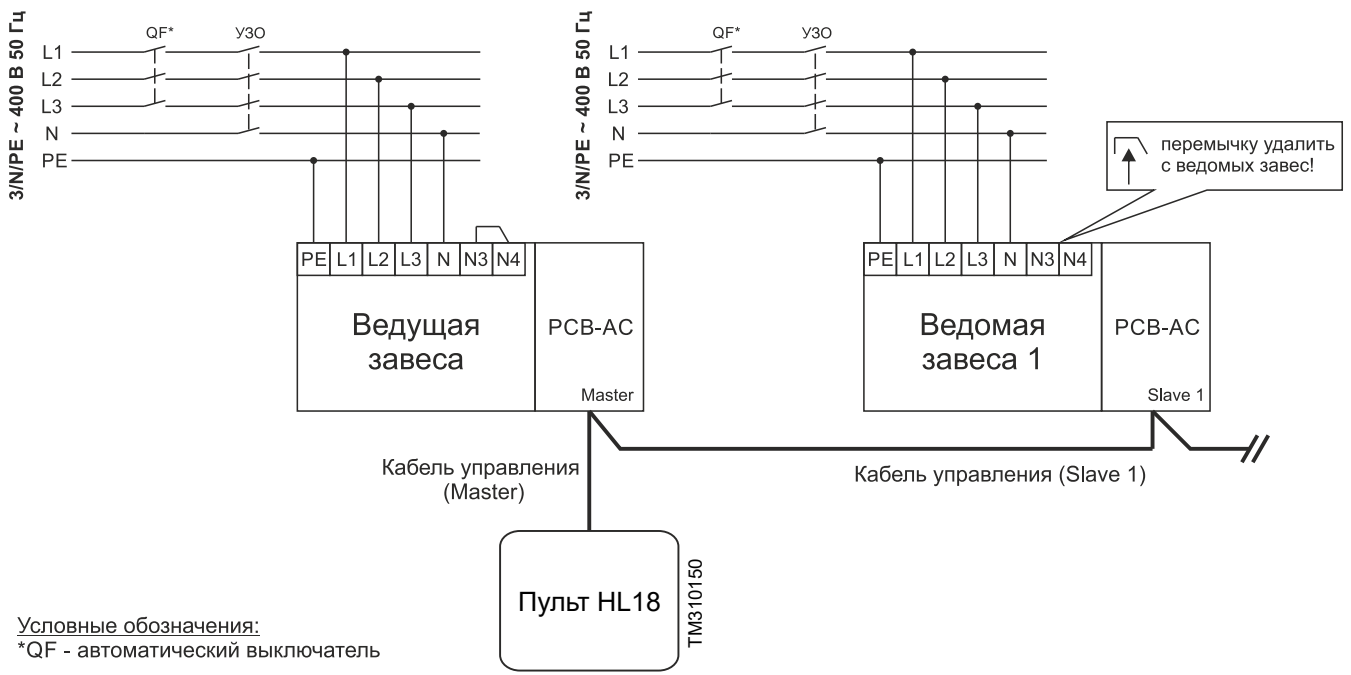 3/N/PE ~ 400 В 50 Гц
QF*
УЗО
L1
L2
L3
N
PE
PE L1 L2 L3 N N3 N4
Ведущая
завеса
PCB-AC
Master
3/N/PE ~ 400 В 50 Гц
QF*
УЗО
L1
L2
L3
N
PE
перемычку удалить
с ведомых завес!
PE L1 L2 L3 N N3 N4
Ведомая
завеса 1
PCB-AC
Slave 1
Кабель управления
(Master)
Кабель управления (Slave 1)
Пульт HL18
TM310150
Условные обозначения:
*QF - автоматический выключатель